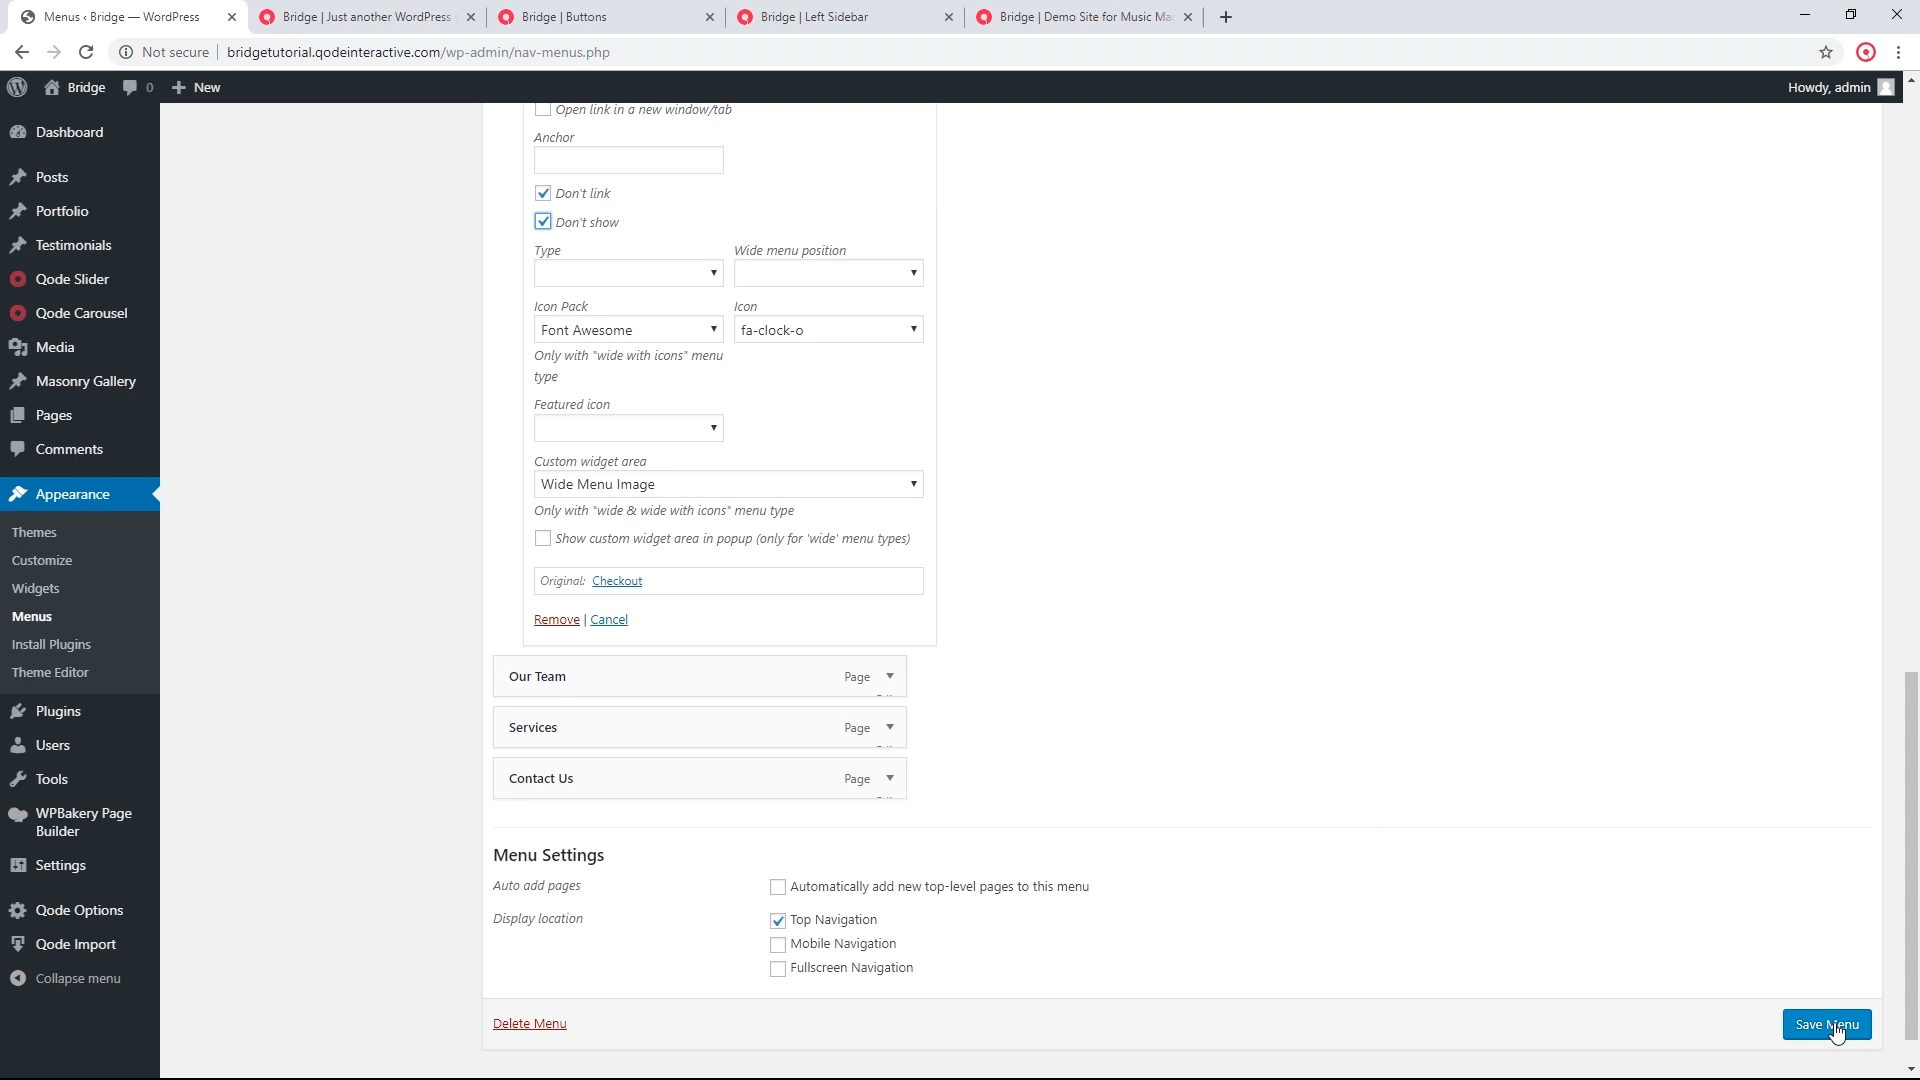 Menus ‹ Bridge — WordPress
Bridge | Just another WordPress
Bridge | Buttons
Bridge | Left Sidebar
Bridge | Demo Site for Music Ma
Not secure
bridgetutorial.qodeinteractive.com/wp-admin/nav-menus.php
Bridge
0
New
Howdy, admin
Dashboard
Posts
Portfolio
Testimonials
Qode Slider
Qode Carousel
Media
Masonry Gallery
Pages
Comments
Appearance
Themes
Customize
Widgets
Menus
Install Plugins
Theme Editor
Plugins
Users
Tools
WPBakery Page
Builder
Settings
Qode Options
Qode Import
Collapse menu
Open link in a new window/tab
Anchor
Don't link
Don't show
Type
Wide menu position
Icon Pack
Icon
Font Awesome
fa-clock-o
Only with "wide with icons" menu
type
Featured icon
Custom widget area
Wide Menu Image
Only with "wide & wide with icons" menu type
Show custom widget area in popup (only for 'wide' menu types)
Original: Checkout
Remove | Cancel
Our Team
Page
Services
Page
Contact Us
Page
Menu Settings
Auto add pages
Automatically add new top-level pages to this menu
Display location
Top Navigation
Mobile Navigation
Fullscreen Navigation
Delete Menu
Save Menu